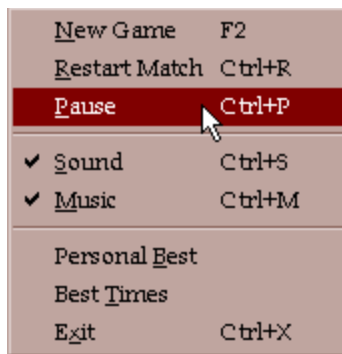 New Game F2
Restart Match Ctrl+R
Pause Ctrl+P
Sound Ctrl+S
Music Ctrl+M
Personal Best
Best Times
Exit Ctrl+X